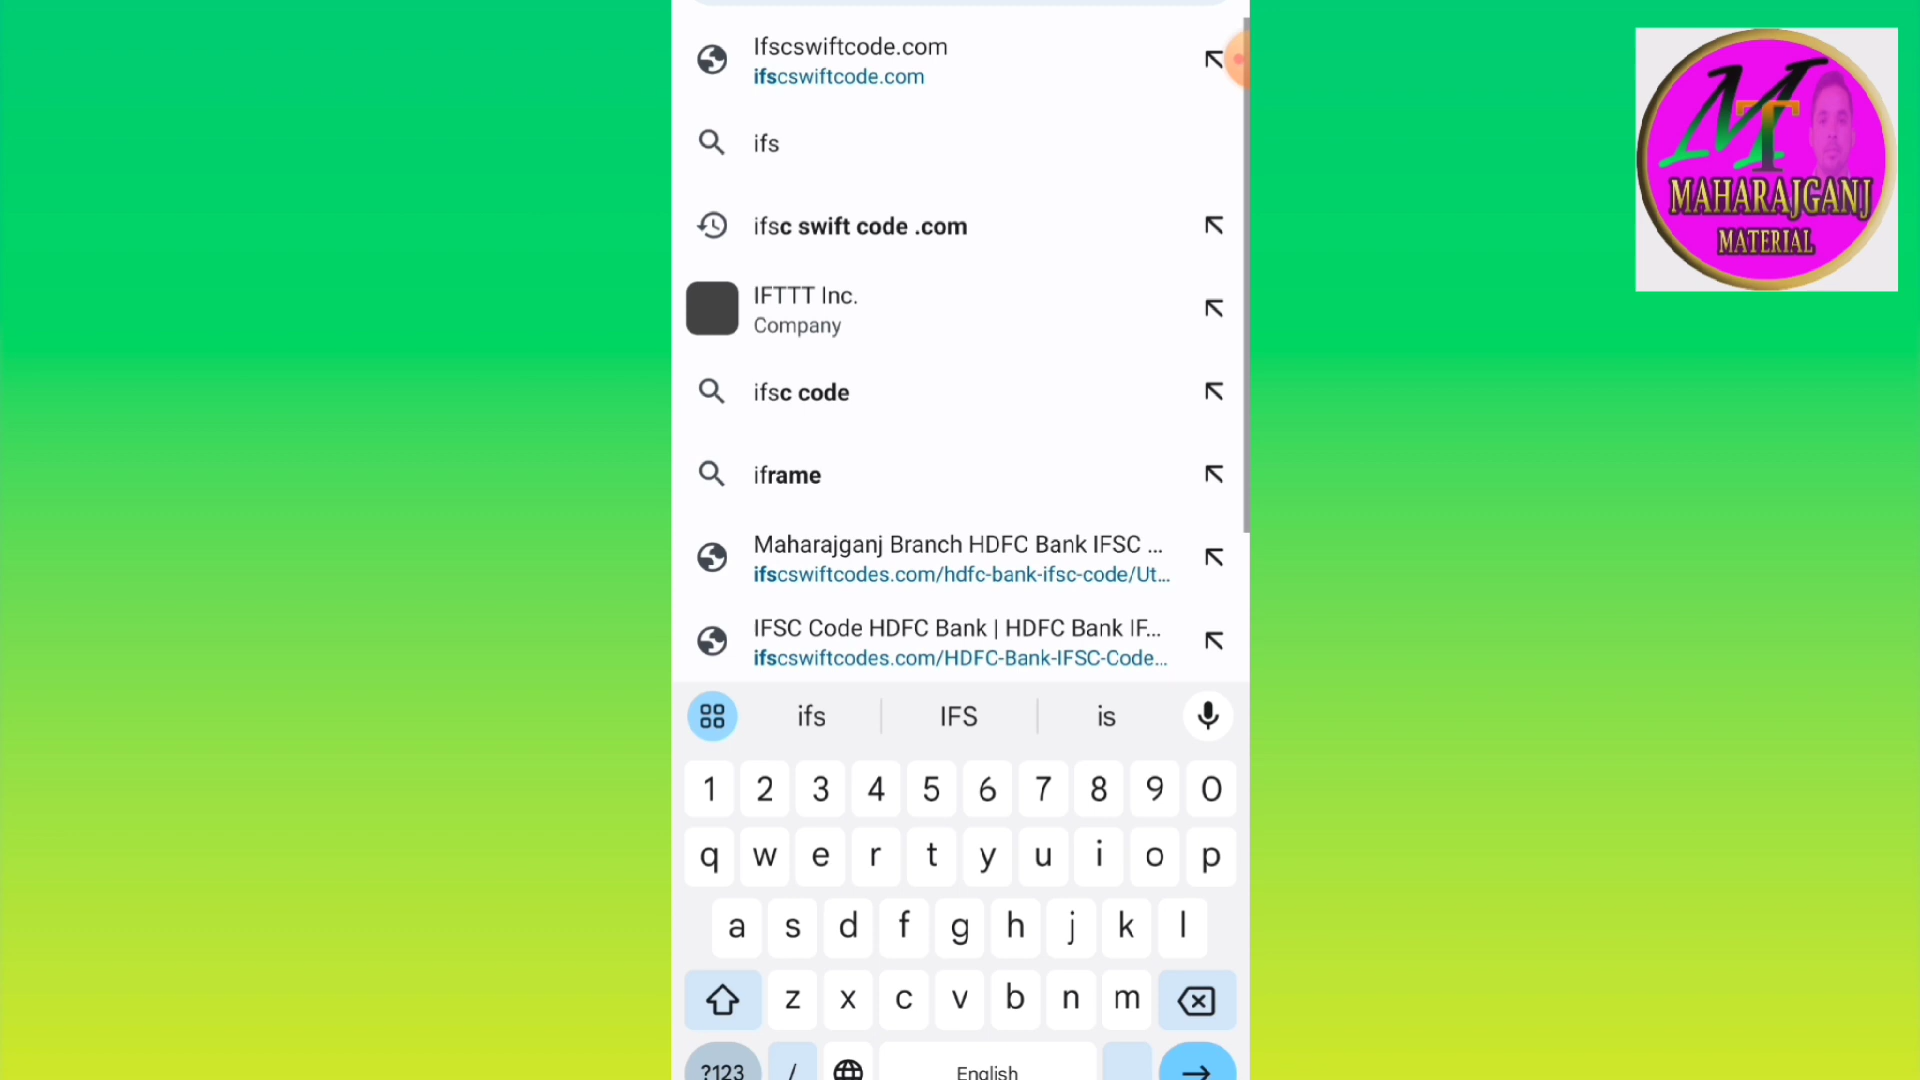 Ifscswiftcode.com
ifscswiftcode.com
ifs
ifsc swift code .com
IFTTT Inc.
Company
ifsc code
iframe
Maharajganj Branch HDFC Bank IFSC ...
ifscswiftcodes.com/hdfc-bank-ifsc-code/Ut...
IFSC Code HDFC Bank | HDFC Bank IF...
ifscswiftcodes.com/HDFC-Bank-IFSC-Code...
ifs IFS is
1 2 3 4 5 6 7 8 9 0
q w e r t y u i o p
a s d f g h j k l
z x c v b n m
?123 / English
MT
MAHARAJGANJ
MATERIAL